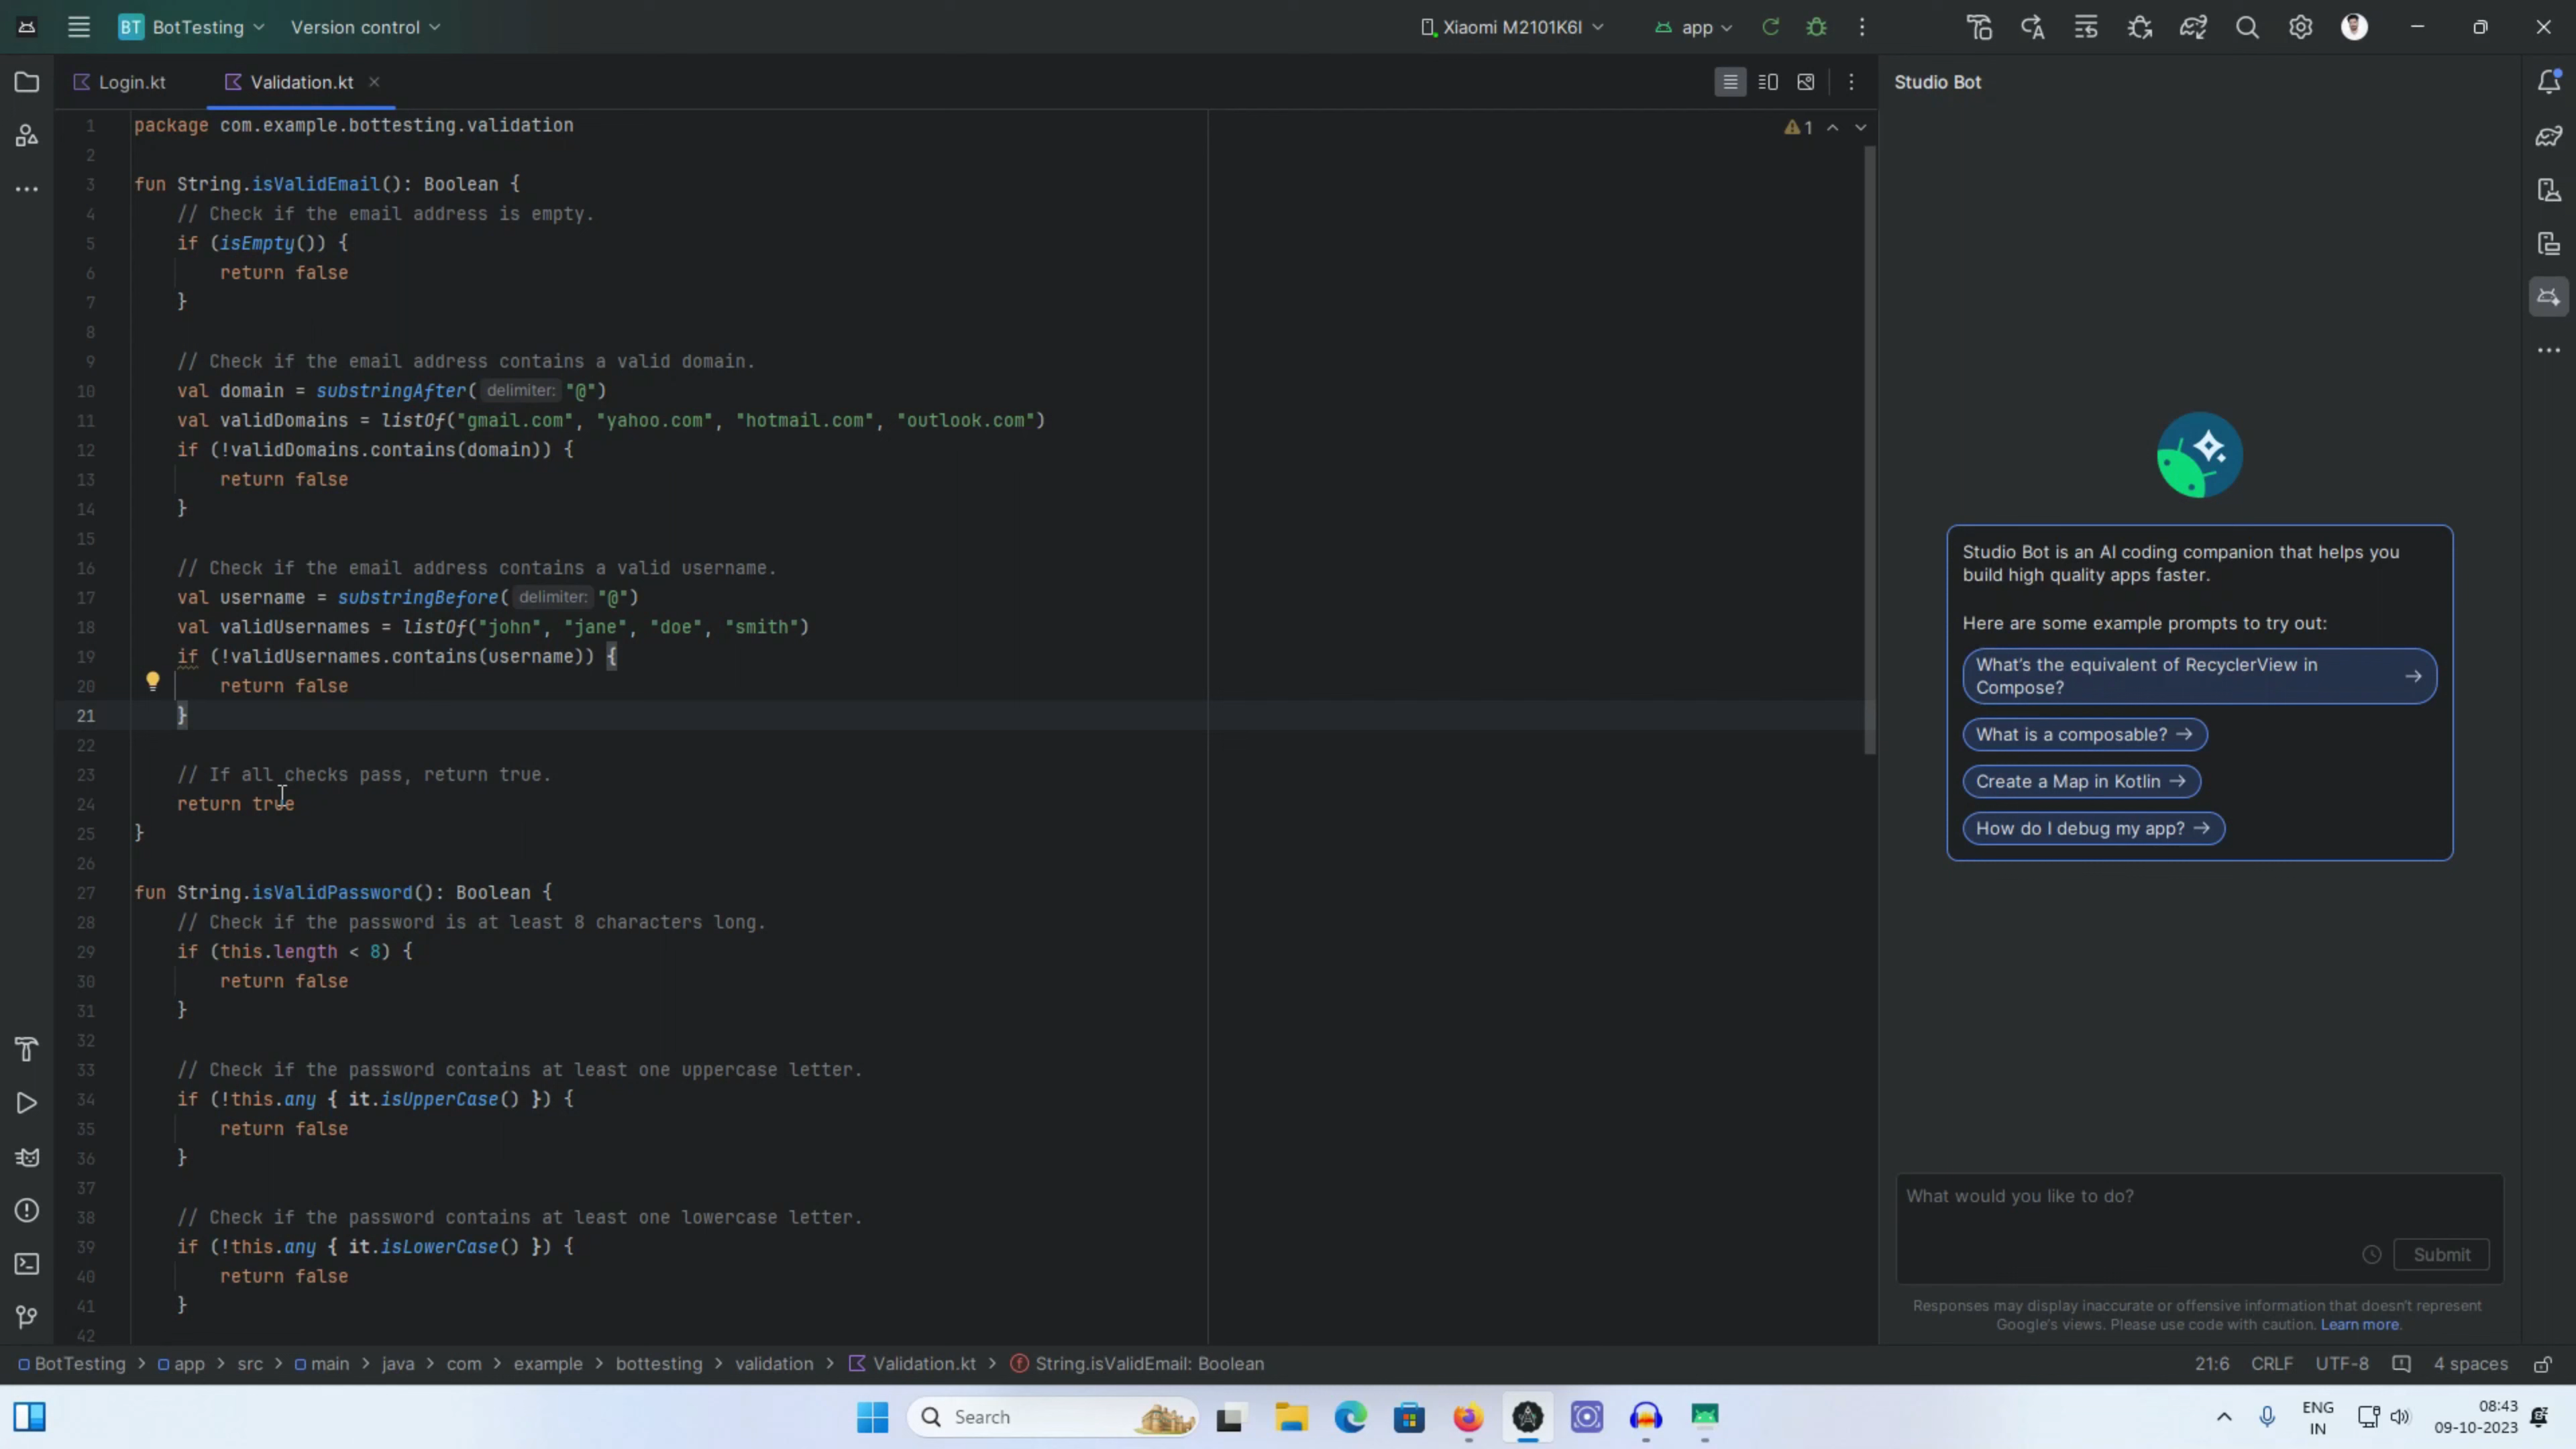 BT BotTesting Version control Xiaomi M2101K6I app
Login.kt Validation.kt Studio Bot
1 package com.example.bottesting.validation
1
2
3 fun String.isValidEmail(): Boolean {
4 // Check if the email address is empty.
5 if (isEmpty()) {
6 return false
7 }
8
9 // Check if the email address contains a valid domain.
10 val domain = substringAfter( delimiter: "@")
11 val validDomains = listOf("gmail.com", "yahoo.com", "hotmail.com", "outlook.com")
12 if (!validDomains.contains(domain)) {
13 return false
14 }
15
16 // Check if the email address contains a valid username.
17 val username = substringBefore( delimiter: "@")
18 val validUsernames = listOf("john", "jane", "doe", "smith")
19 if (!validUsernames.contains(username)) {
20 return false
21 }
22
23 // If all checks pass, return true.
24 return true
25 }
26
27 fun String.isValidPassword(): Boolean {
28 // Check if the password is at least 8 characters long.
29 if (this.length < 8) {
30 return false
31 }
32
33 // Check if the password contains at least one uppercase letter.
34 if (!this.any { it.isUpperCase() }) {
35 return false
36 }
37
38 // Check if the password contains at least one lowercase letter.
39 if (!this.any { it.isLowerCase() }) {
40 return false
41 }
42
Studio Bot is an AI coding companion that helps you
build high quality apps faster.
Here are some example prompts to try out:
What's the equivalent of RecyclerView in
Compose?
What is a composable?
Create a Map in Kotlin
How do I debug my app?
What would you like to do?
Submit
Responses may display inaccurate or offensive information that doesn't represent
Google's views. Please use code with caution. Learn more.
BotTesting > app > src > main > java > com > example > bottesting > validation > Validation.kt > String.isValidEmail: Boolean 21:6 CRLF UTF-8 4 spaces
Search
ENG
IN
08:43
09-10-2023